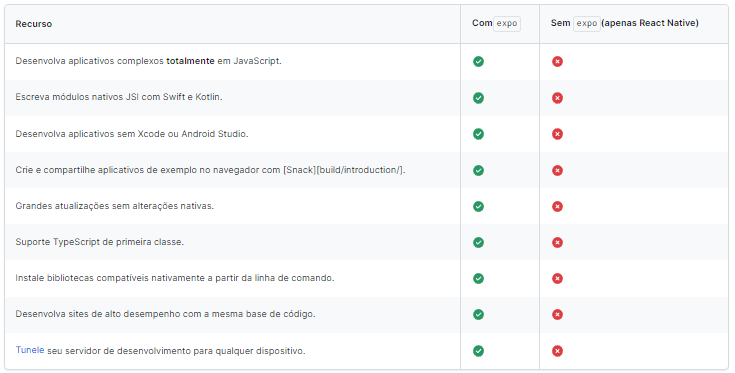 Recurso Com expo Sem expo (apenas React Native)
Desenvolva aplicativos complexos totalmente em JavaScript.
Escreva módulos nativos JSI com Swift e Kotlin.
Desenvolva aplicativos sem Xcode ou Android Studio.
Crie e compartilhe aplicativos de exemplo no navegador com [Snack][build/introduction/].
Grandes atualizações sem alterações nativas.
Suporte TypeScript de primeira classe.
Instale bibliotecas compatíveis nativamente a partir da linha de comando.
Desenvolva sites de alto desempenho com a mesma base de código.
Tunele seu servidor de desenvolvimento para qualquer dispositivo.